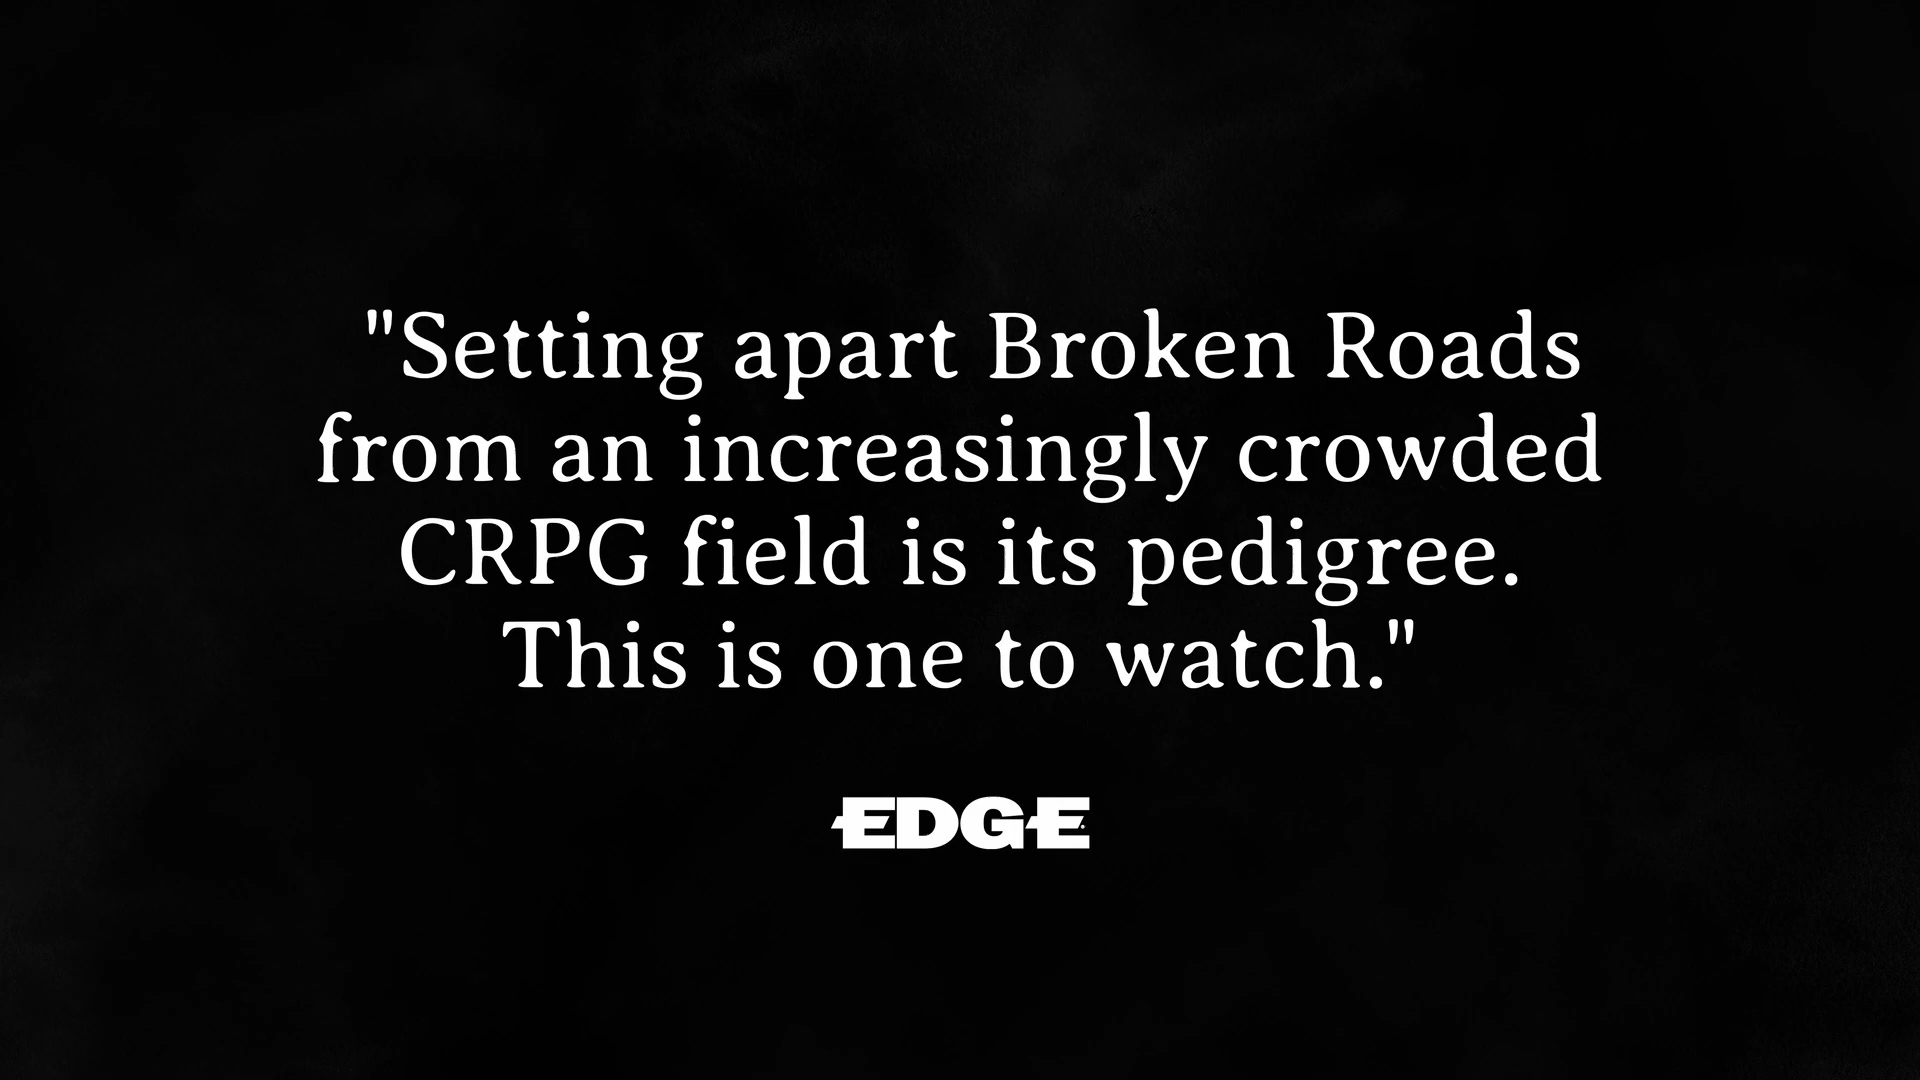 "Setting apart Broken Roads
from an increasingly crowded
CRPG field is its pedigree.
This is one to watch."
EDGE